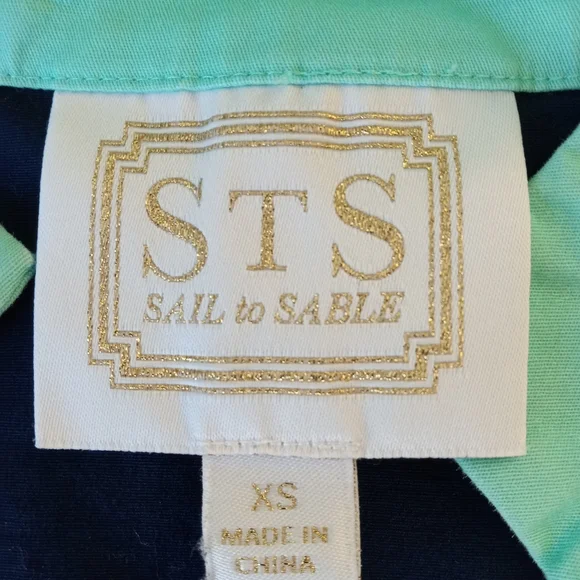 STS
SAIL to SABLE
XS
MADE IN
CHINA